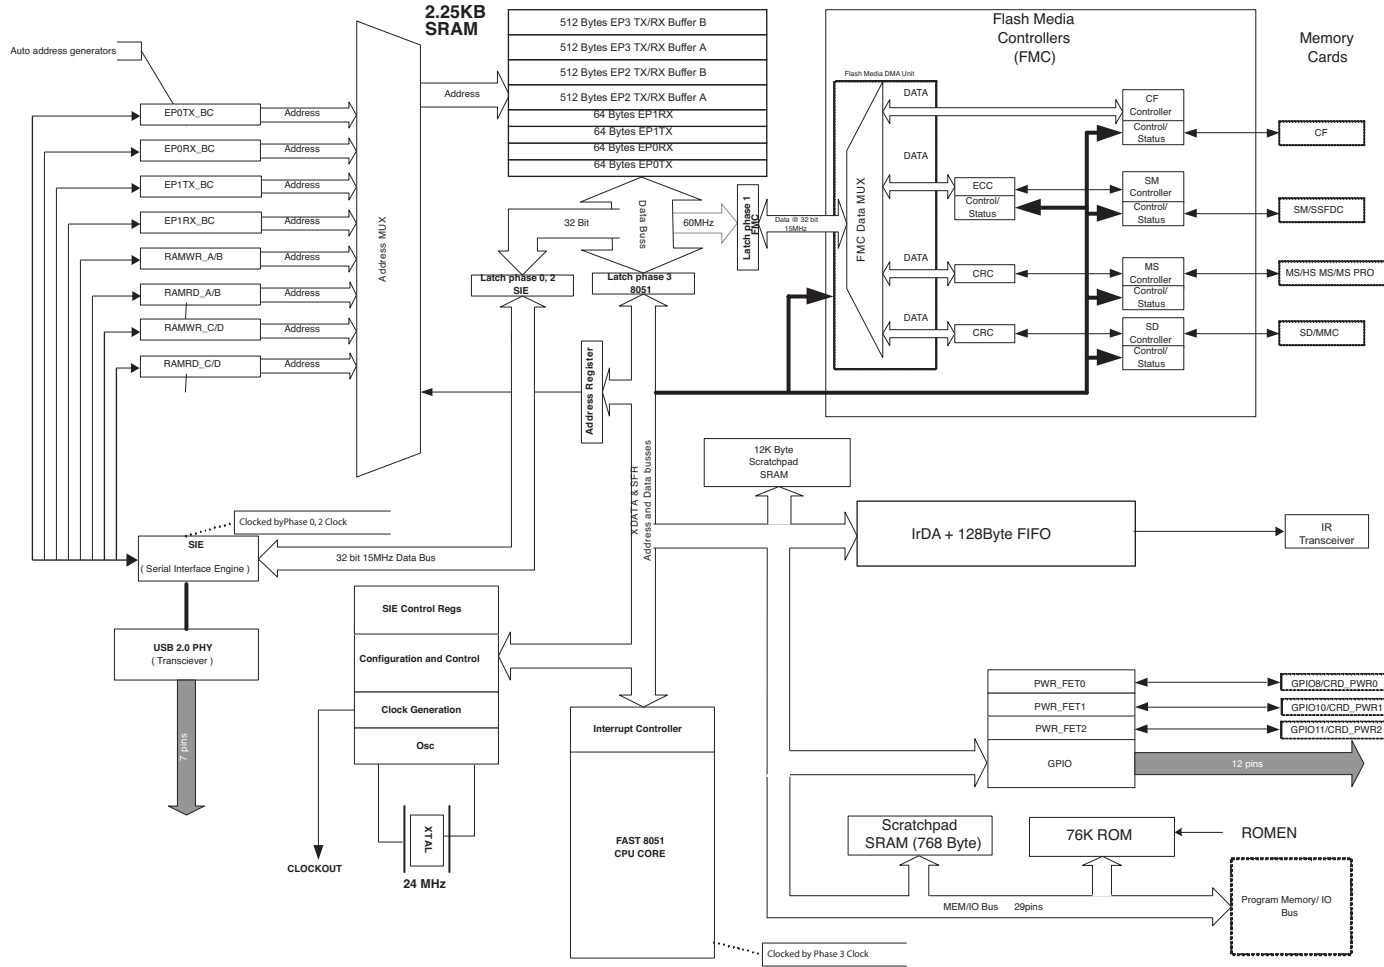 2.25KB
SRAM
512 Bytes EP3 TX/RX Buffer B
512 Bytes EP3 TX/RX Buffer A
512 Bytes EP2 TX/RX Buffer B
512 Bytes EP2 TX/RX Buffer A
64 Bytes EP1RX
64 Bytes EP1TX
64 Bytes EP0RX
64 Bytes EP0TX
Flash Media
Controllers
(FMC)
Memory
Cards
Auto address generators
EP0TX_BC
Address
EP0RX_BC
Address
EP1TX_BC
Address
EP1RX_BC
Address
RAMWR_A/B
Address
RAMRD_A/B
Address
RAMWR_C/D
Address
RAMRD_C/D
Address
Address MUX
Address
32 Bit
Data Buss
60MHz
Latch phase 1
FMC
Data @ 32 bit
15MHz
Latch phase 0, 2
SIE
Latch phase 3
8051
Address Register
Flash Media DMA Unit
FMC Data MUX
DATA
DATA
DATA
DATA
CF
Controller
Control/
Status
CF
ECC
Control/
Status
SM
Controller
Control/
Status
SM/SSFDC
CRC
MS
Controller
Control/
Status
MS/HS MS/MS PRO
CRC
SD
Controller
Control/
Status
SD/MMC
12K Byte
Scratchpad
SRAM
XDATA & SFR
Address and Data busses
IrDA + 128Byte FIFO
IR
Transceiver
Clocked byPhase 0, 2 Clock
SIE
( Serial Interface Engine )
32 bit 15MHz Data Bus
USB 2.0 PHY
( Transciever )
7 pins
SIE Control Regs
Configuration and Control
Clock Generation
Osc
XTAL
24 MHz
CLOCKOUT
Interrupt Controller
FAST 8051
CPU CORE
Clocked by Phase 3 Clock
PWR_FET0
PWR_FET1
PWR_FET2
GPIO
GPIO8/CRD_PWR0
GPIO10/CRD_PWR1
GPIO11/CRD_PWR2
12 pins
Scratchpad
SRAM (768 Byte)
76K ROM
ROMEN
MEM/IO Bus 29pins
Program Memory/ IO
Bus